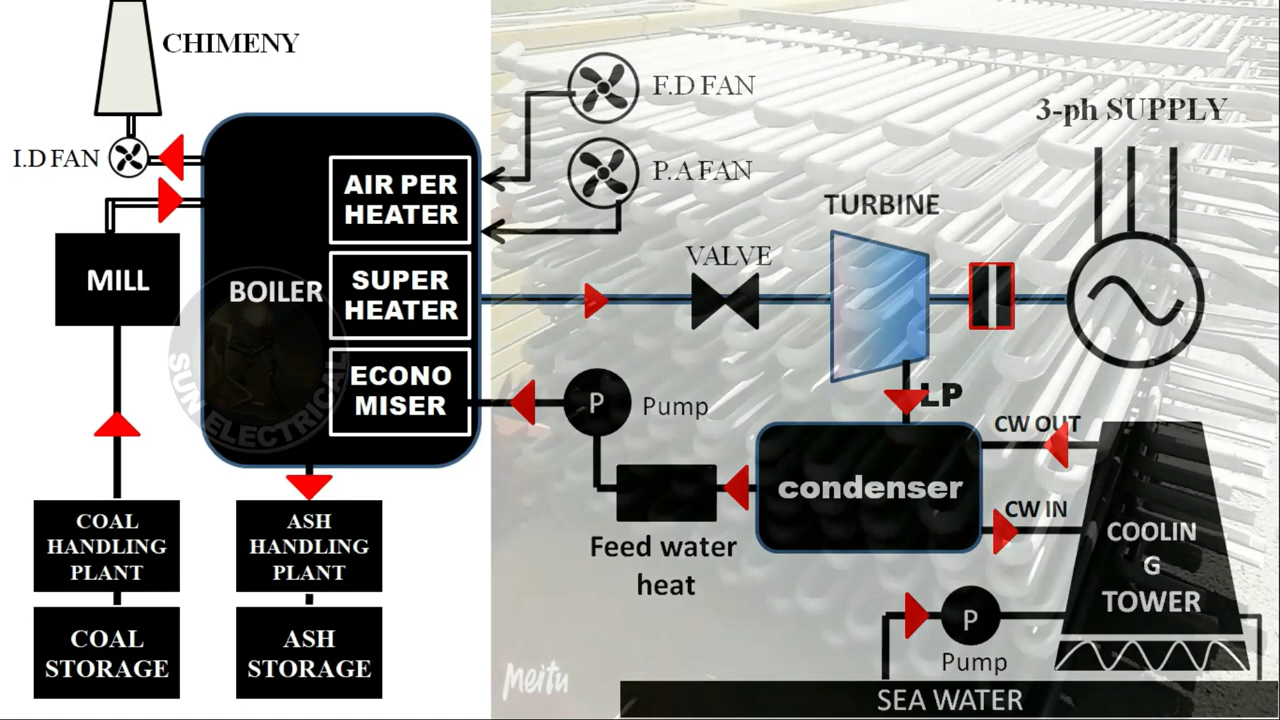 CHIMENY
I.D FAN
F.D FAN
P.A FAN
3-ph SUPPLY
AIR PER
HEATER
TURBINE
MILL
BOILER
SUPER
HEATER
VALVE
SUN ELECTRICAL
ECONO
MISER
P
Pump
LP
CW OUT
condenser
CW IN
Feed water
heat
COAL
HANDLING
PLANT
ASH
HANDLING
PLANT
COOLIN
G
TOWER
P
Pump
COAL
STORAGE
ASH
STORAGE
Meitu
SEA WATER